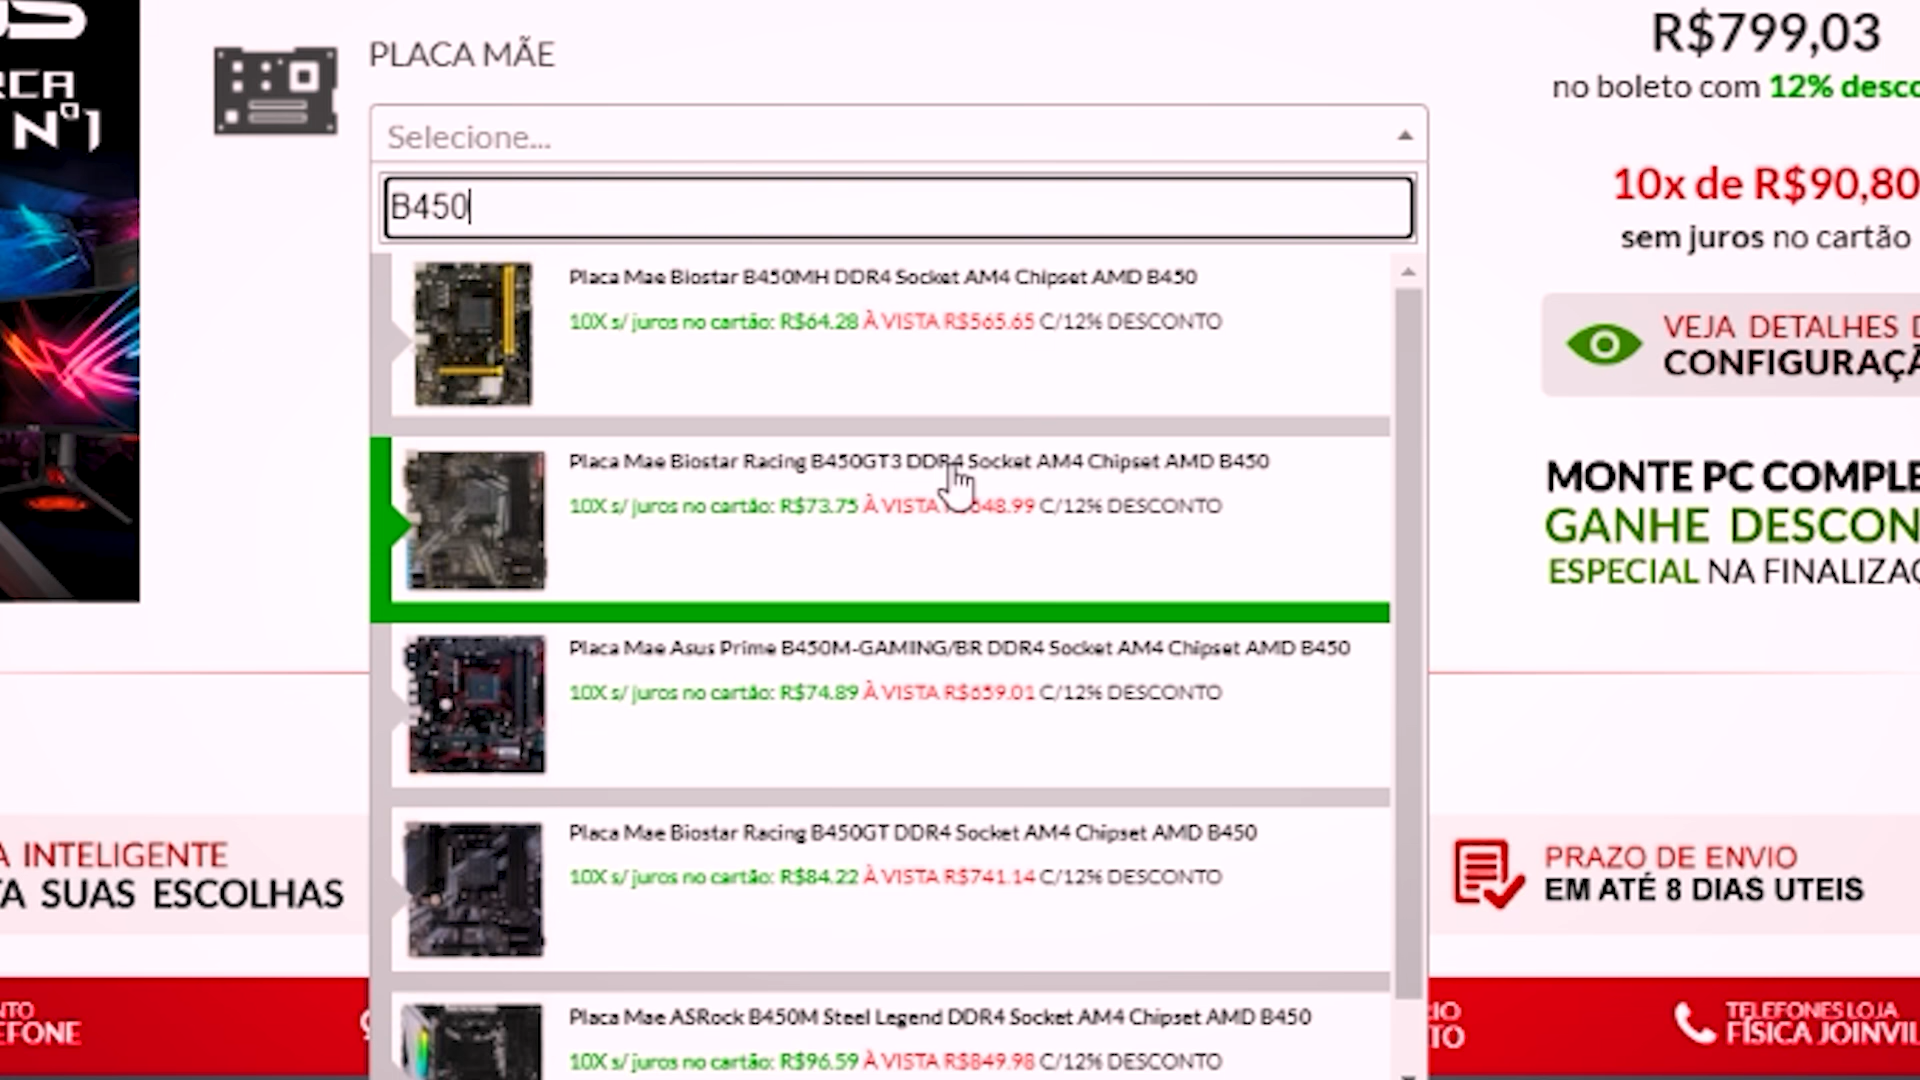 RCA
Nº1
PLACA MÃE
Selecione...
B450
Placa Mae Biostar B450MH DDR4 Socket AM4 Chipset AMD B450
10X s/ juros no cartão: R$64.28 À VISTA R$565.65 C/12% DESCONTO
Placa Mae Biostar Racing B450GT3 DDR4 Socket AM4 Chipset AMD B450
10X s/ juros no cartão: R$73.75 À VISTA 648.99 C/12% DESCONTO
Placa Mae Asus Prime B450M-GAMING/BR DDR4 Socket AM4 Chipset AMD B450
10X s/ juros no cartão: R$74.89 À VISTA R$659.01 C/12% DESCONTO
Placa Mae Biostar Racing B450GT DDR4 Socket AM4 Chipset AMD B450
10X s/ juros no cartão: R$84.22 À VISTA R$741.14 C/12% DESCONTO
Placa Mae ASRock B450M Steel Legend DDR4 Socket AM4 Chipset AMD B450
10X s/ juros no cartão: R$96.59 À VISTA R$849.98 C/12% DESCONTO
R$799,03
no boleto com 12% desco
10x de R$90,80
sem juros no cartão
VEJA DETALHES D
CONFIGURAÇÃ
MONTE PC COMPLE
GANHE DESCON
ESPECIAL NA FINALIZAÇ
A INTELIGENTE
TA SUAS ESCOLHAS
PRAZO DE ENVIO
EM ATÉ 8 DIAS UTEIS
NTO
EFONE
IO
TO
TELEFONES LOJA
FÍSICA JOINVIL